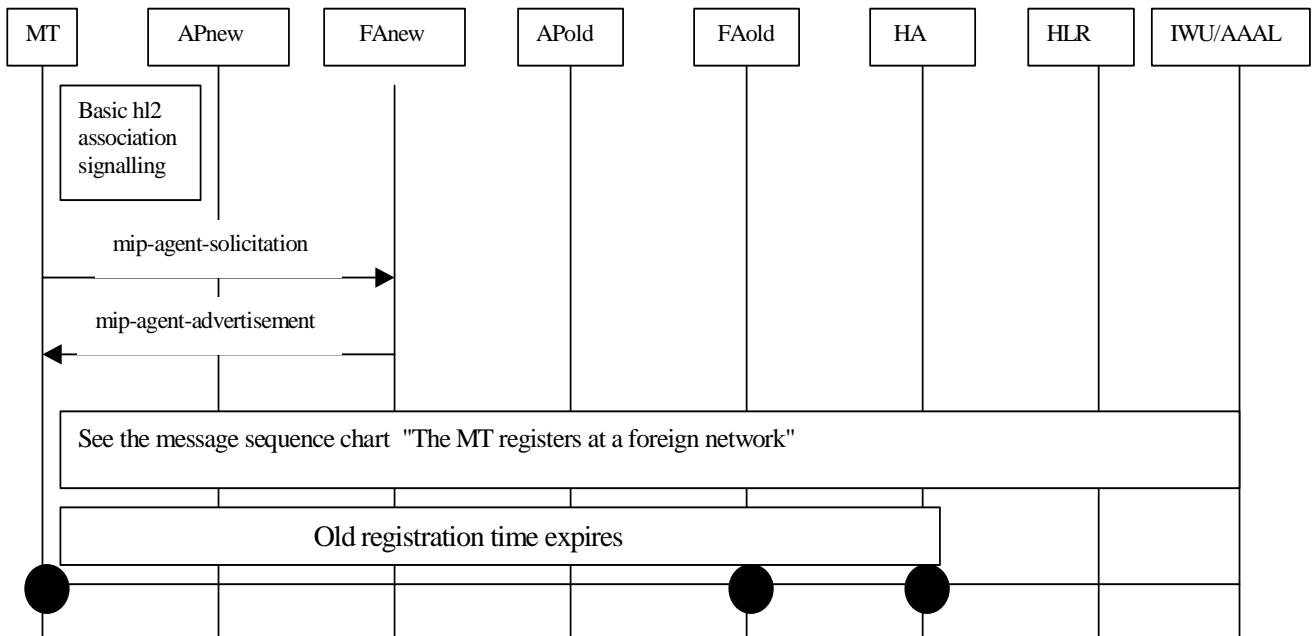 MT APnew FAnew APold FAold HA HLR IWU/AAAL
Basic hl2
association
signalling
mip-agent-solicitation
mip-agent-advertisement
See the message sequence chart "The MT registers at a foreign network"
Old registration time expires